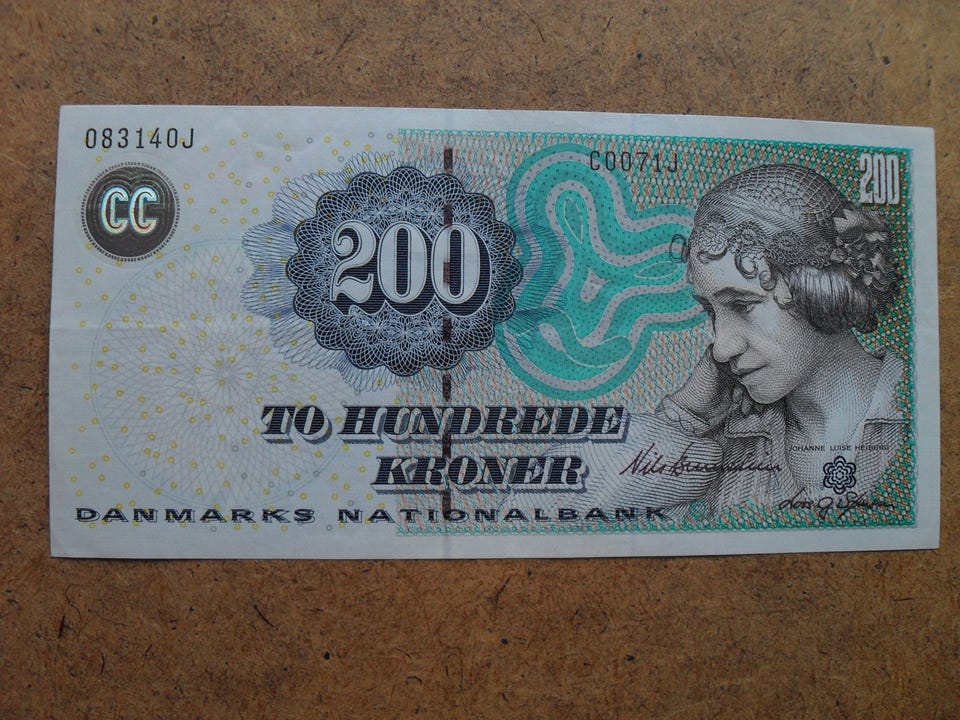 083140J
C0071J
200
CC
200
TO HUNDREDE
KRONER
JOHANNE LUISE HEIBERG
DANMARKS NATIONALBANK